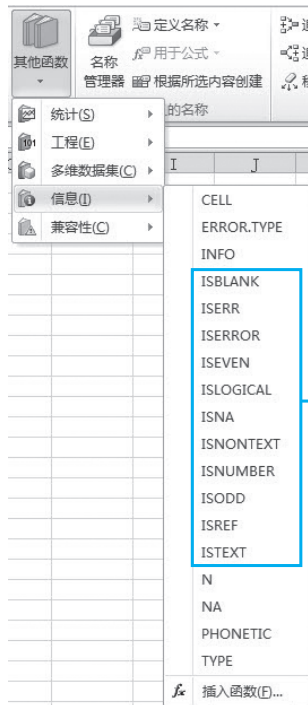 其他函数
名称
管理器
定义名称
用于公式
根据所选内容创建
的名称
统计(S)
工程(E)
多维数据集(C)
信息(I)
兼容性(C)
I J
CELL
ERROR.TYPE
INFO
ISBLANK
ISERR
ISERROR
ISEVEN
ISLOGICAL
ISNA
ISNONTEXT
ISNUMBER
ISODD
ISREF
ISTEXT
N
NA
PHONETIC
TYPE
fx 插入函数(F)...